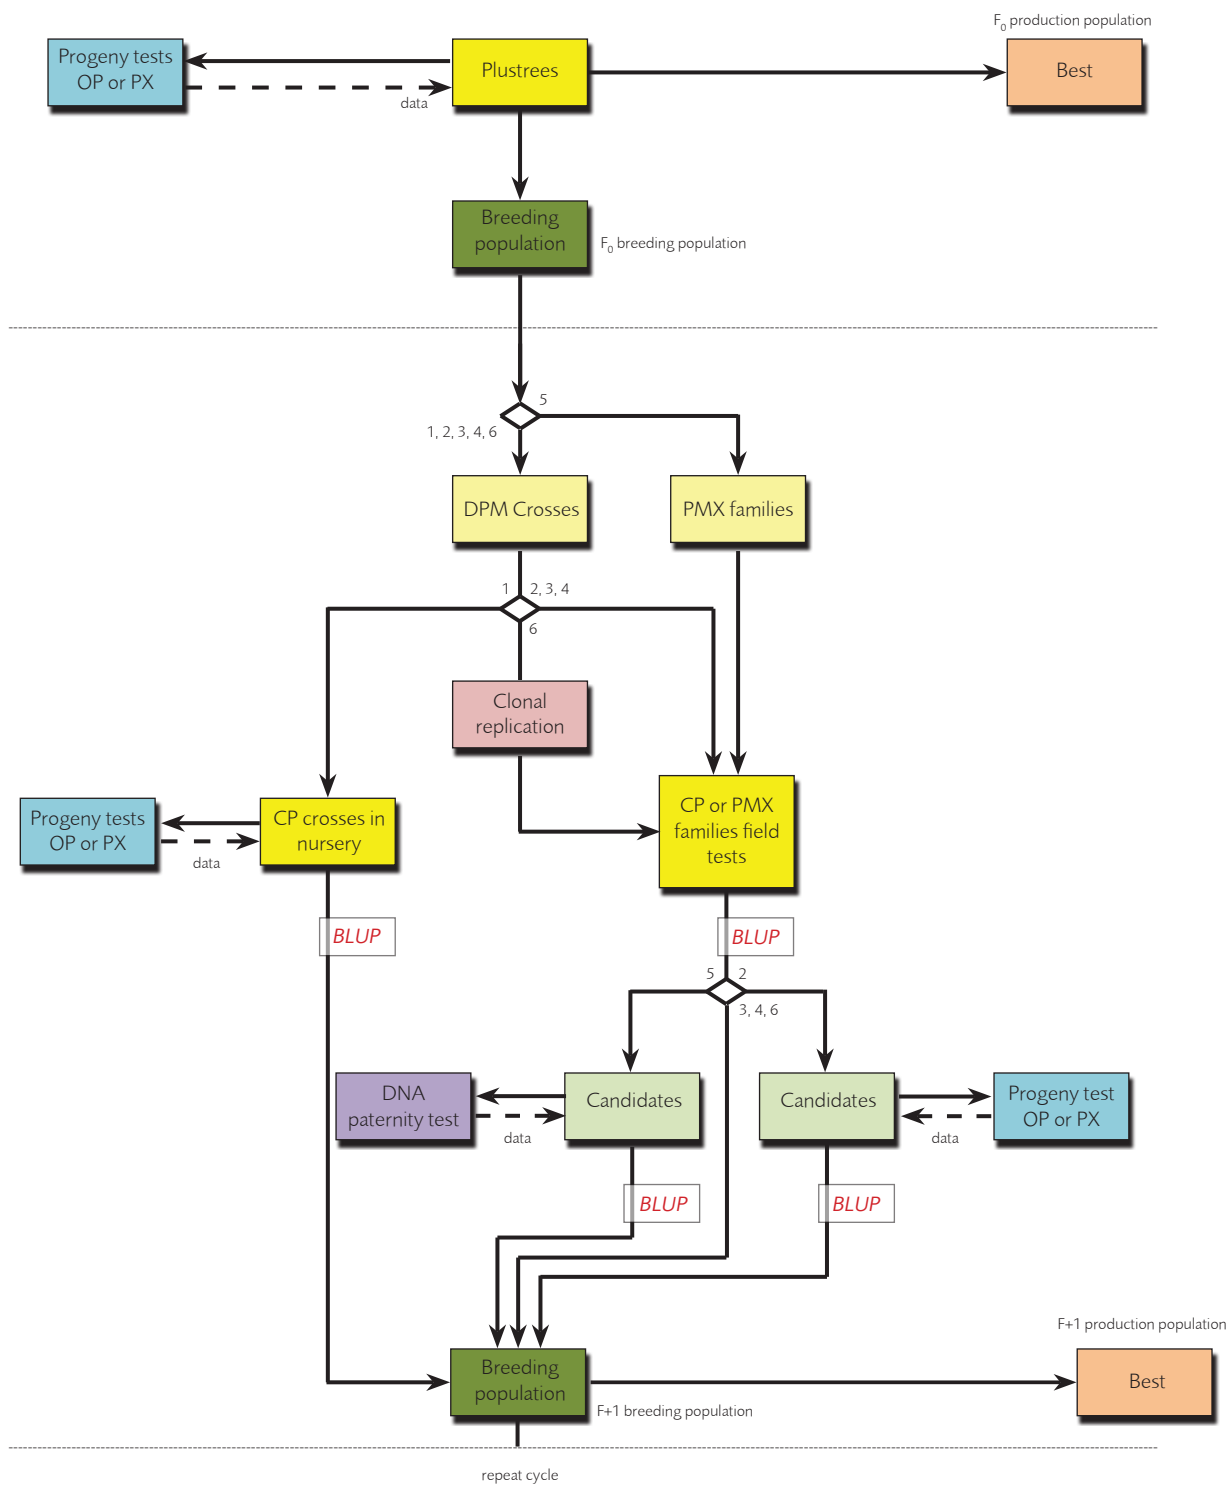 F₀ production population
Progeny tests
OP or PX
Plustrees
Best
data
Breeding
population
F₀ breeding population
5
1, 2, 3, 4, 6
DPM Crosses
PMX families
1
2, 3, 4
6
Clonal
replication
CP or PMX
families field
tests
Progeny tests
OP or PX
CP crosses in
nursery
data
BLUP
BLUP
5
2
3, 4, 6
DNA
paternity test
Candidates
Candidates
Progeny test
OP or PX
data
data
BLUP
BLUP
F+1 production population
Breeding
population
Best
F+1 breeding population
repeat cycle